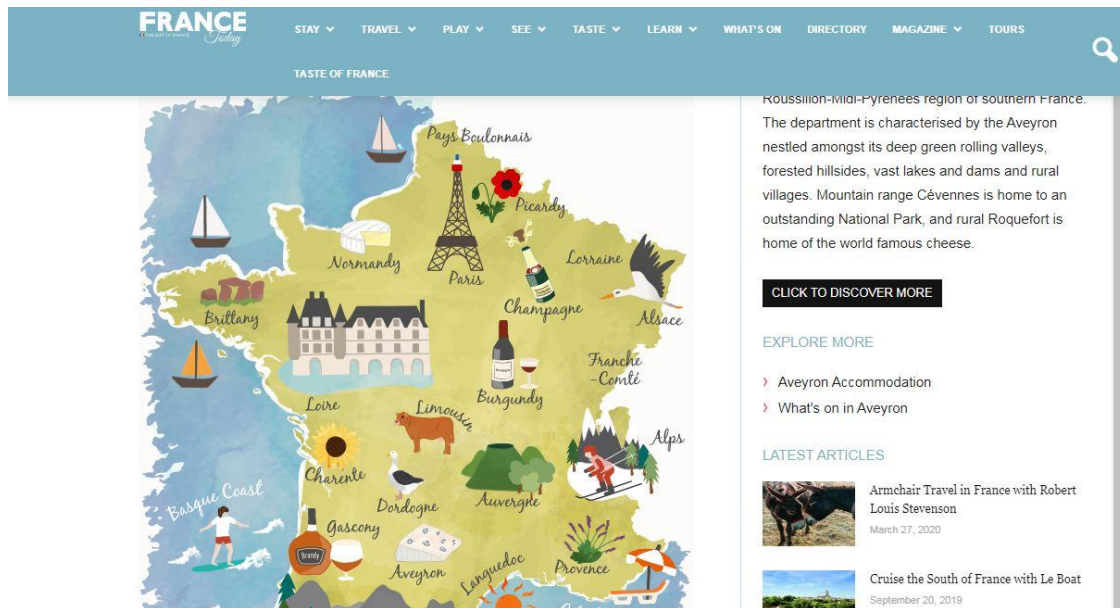 FRANCE
Today
STAY TRAVEL PLAY SEE TASTE LEARN WHAT'S ON DIRECTORY MAGAZINE TOURS
TASTE OF FRANCE
Pays Boulonnais
Picardy
Normandy
Paris
Lorraine
Champagne
Alsace
Brittany
Franche
-Comté
Burgundy
Loire
Limousin
Alps
Charente
Dordogne
Auvergne
Basque Coast
Gascony
Brandy
Aveyron
Languedoc
Provence
Roussillon-Midi-Pyrenees region of southern France.
The department is characterised by the Aveyron
nestled amongst its deep green rolling valleys,
forested hillsides, vast lakes and dams and rural
villages. Mountain range Cévennes is home to an
outstanding National Park, and rural Roquefort is
home of the world famous cheese.
CLICK TO DISCOVER MORE
EXPLORE MORE
Aveyron Accommodation
What's on in Aveyron
LATEST ARTICLES
Armchair Travel in France with Robert
Louis Stevenson
March 27, 2020
Cruise the South of France with Le Boat
September 20, 2019